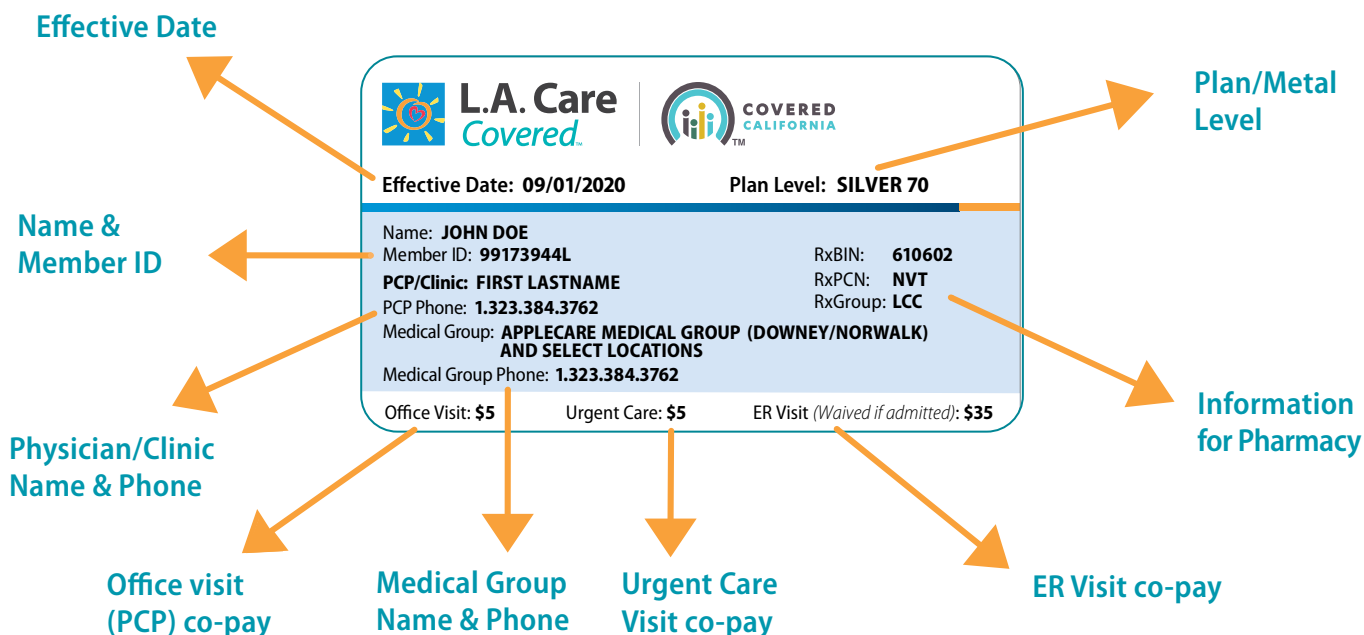 Effective Date
Plan/Metal
Level
L.A. Care
Covered™
COVERED
CALIFORNIA
TM
Effective Date: 09/01/2020 Plan Level: SILVER 70
Name &
Member ID
Name: JOHN DOE
Member ID: 99173944L
PCP/Clinic: FIRST LASTNAME
PCP Phone: 1.323.384.3762
Medical Group: APPLECARE MEDICAL GROUP (DOWNEY/NORWALK)
AND SELECT LOCATIONS
Medical Group Phone: 1.323.384.3762
RxBIN: 610602
RxPCN: NVT
RxGroup: LCC
Office Visit: $5 Urgent Care: $5 ER Visit (Waived if admitted): $35
Information
for Pharmacy
Physician/Clinic
Name & Phone
Office visit
(PCP) co-pay
Medical Group
Name & Phone
Urgent Care
Visit co-pay
ER Visit co-pay